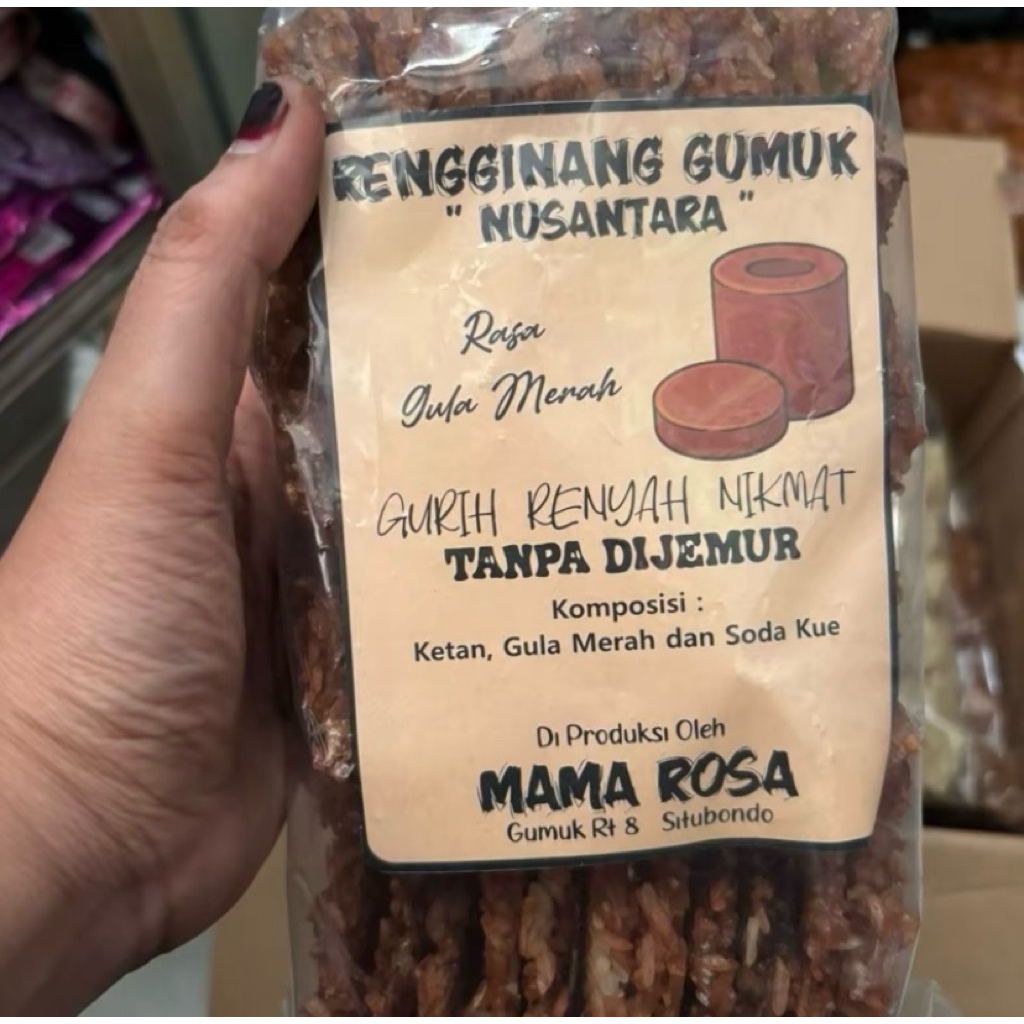 RENGGINANG GUMUK
" NUSANTARA "
Rasa
Gula Merah
GURIH RENYAH NIKMAT
TANPA DIJEMUR
Komposisi :
Ketan, Gula Merah dan Soda Kue
Di Produksi Oleh
MAMA ROSA
Gumuk Rt 8 Situbondo